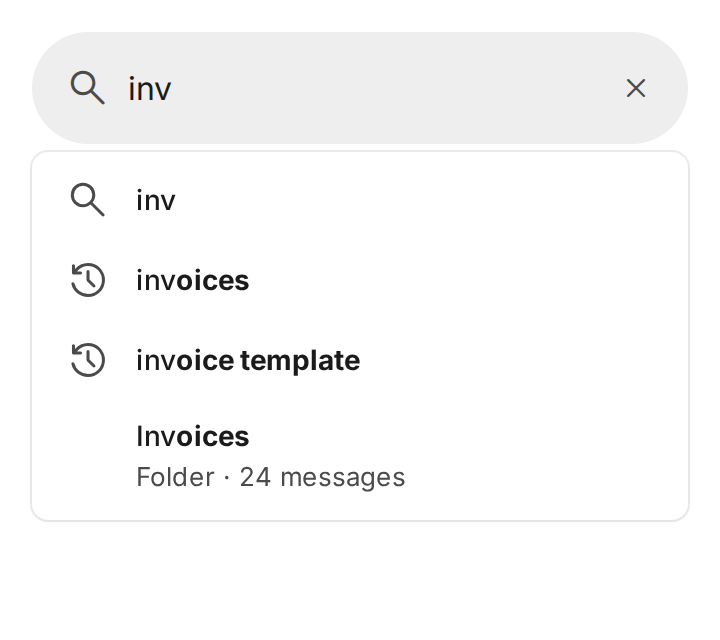 inv
inv
invoices
invoice template
Invoices
Folder · 24 messages